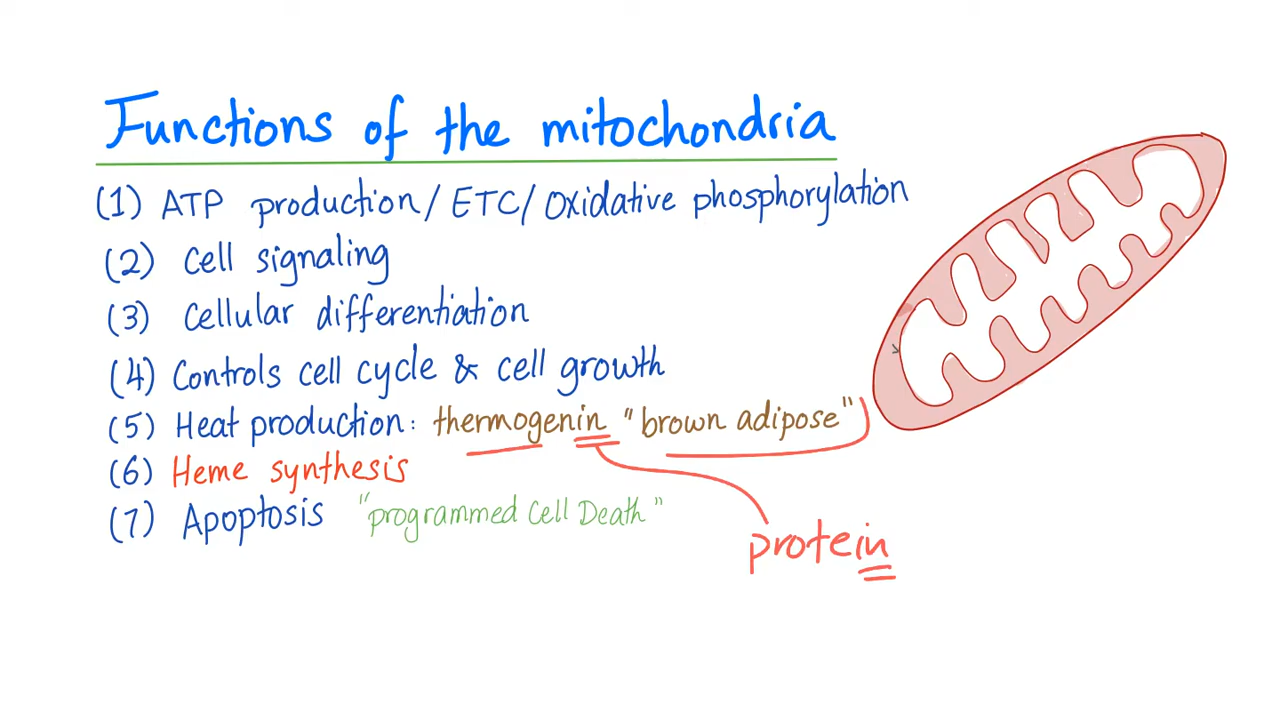 Functions of the mitochondria
(1) ATP production/ETC/Oxidative phosphorylation
(2) Cell signaling
(3) Cellular differentiation
(4) Controls cell cycle & cell growth
(5) Heat production: thermogenin "brown adipose"
(6) Heme synthesis
(7) Apoptosis "programmed Cell Death"
protein